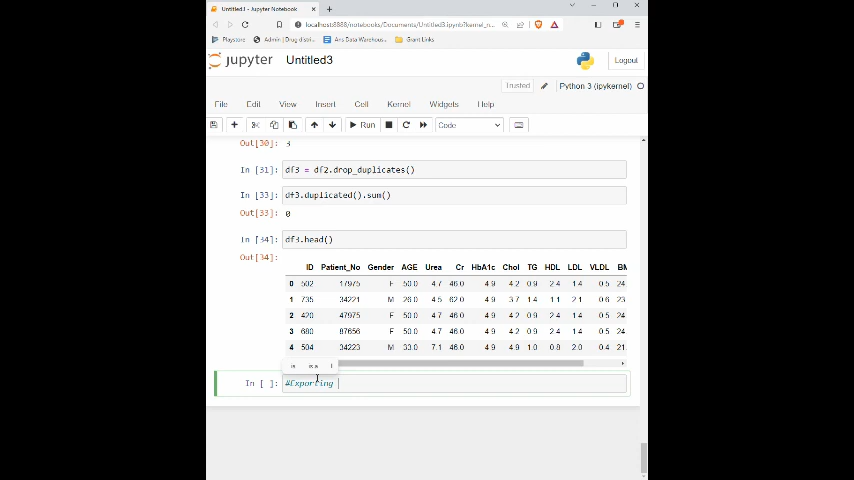 Untitled3 - Jupyter Notebook
localhost:8888/notebooks/Documents/Untitled3.ipynb?kernel_n...
Playstore Admin | Drug distri... Ans Data Warehous... Grant Links
jupyter Untitled3 Logout
Trusted Python 3 (ipykernel)
File Edit View Insert Cell Kernel Widgets Help
Run Code
Out[30]: 3
In [31]: df3 = df2.drop_duplicates()
In [33]: df3.duplicated().sum()
Out[33]: 0
In [34]: df3.head()
Out[34]:
ID Patient_No Gender AGE Urea Cr HbA1c Chol TG HDL LDL VLDL BM
0 502 17975 F 50.0 4.7 46.0 4.9 4.2 0.9 2.4 1.4 0.5 24.
1 735 34221 M 26.0 4.5 62.0 4.9 3.7 1.4 1.1 2.1 0.6 23.
2 420 47975 F 50.0 4.7 46.0 4.9 4.2 0.9 2.4 1.4 0.5 24.
3 680 87656 F 50.0 4.7 46.0 4.9 4.2 0.9 2.4 1.4 0.5 24.
4 504 34223 M 33.0 7.1 46.0 4.9 4.9 1.0 0.8 2.0 0.4 21.
is is a I
In [ ]: #Exporting